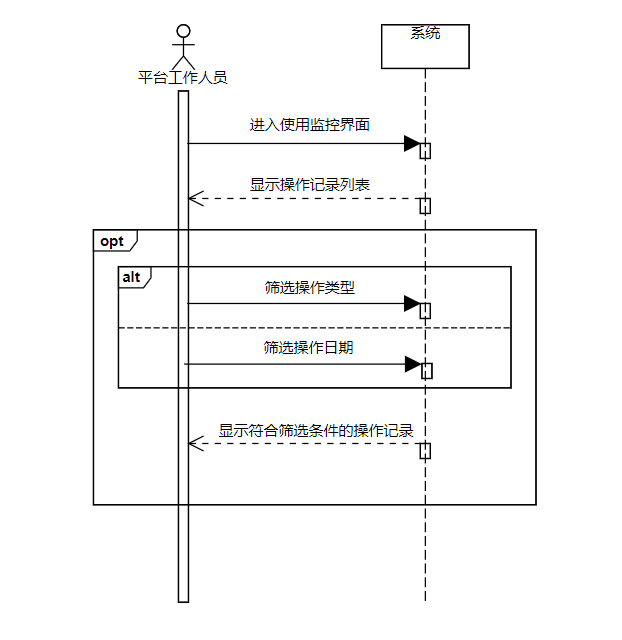 系统
平台工作人员
进入使用监控界面
显示操作记录列表
opt
alt
筛选操作类型
筛选操作日期
显示符合筛选条件的操作记录